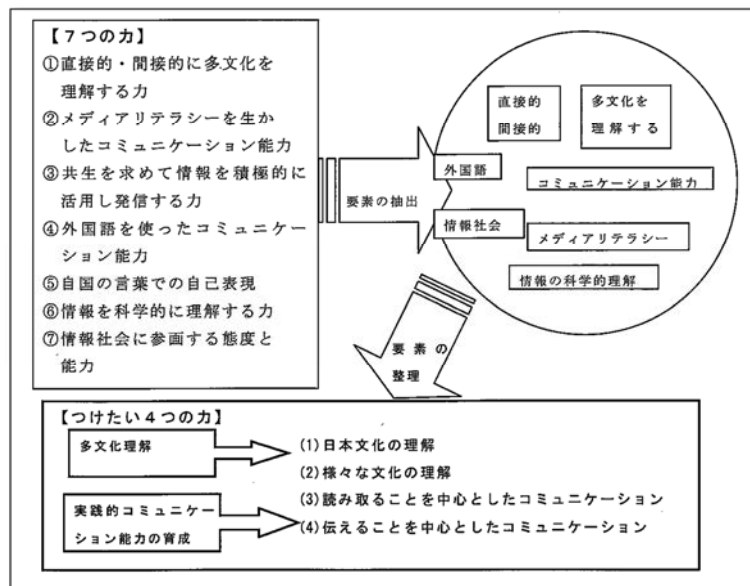 【７つの力】
①直接的・間接的に多文化を
理解する力
②メディアリテラシーを生か
したコミュニケーション能力
③共生を求めて情報を積極的に
活用し発信する力
④外国語を使ったコミュニケー
ション能力
⑤自国の言葉での自己表現
⑥情報を科学的に理解する力
⑦情報社会に参画する態度と
能力
要素の抽出
直接的
間接的
多文化を
理解する
外国語
コミュニケーション能力
情報社会
メディアリテラシー
情報の科学的理解
要素の
整理
【つけたい４つの力】
多文化理解
(1)日本文化の理解
(2)様々な文化の理解
実践的コミュニケー
ション能力の育成
(3)読み取ることを中心としたコミュニケーション
(4)伝えることを中心としたコミュニケーション